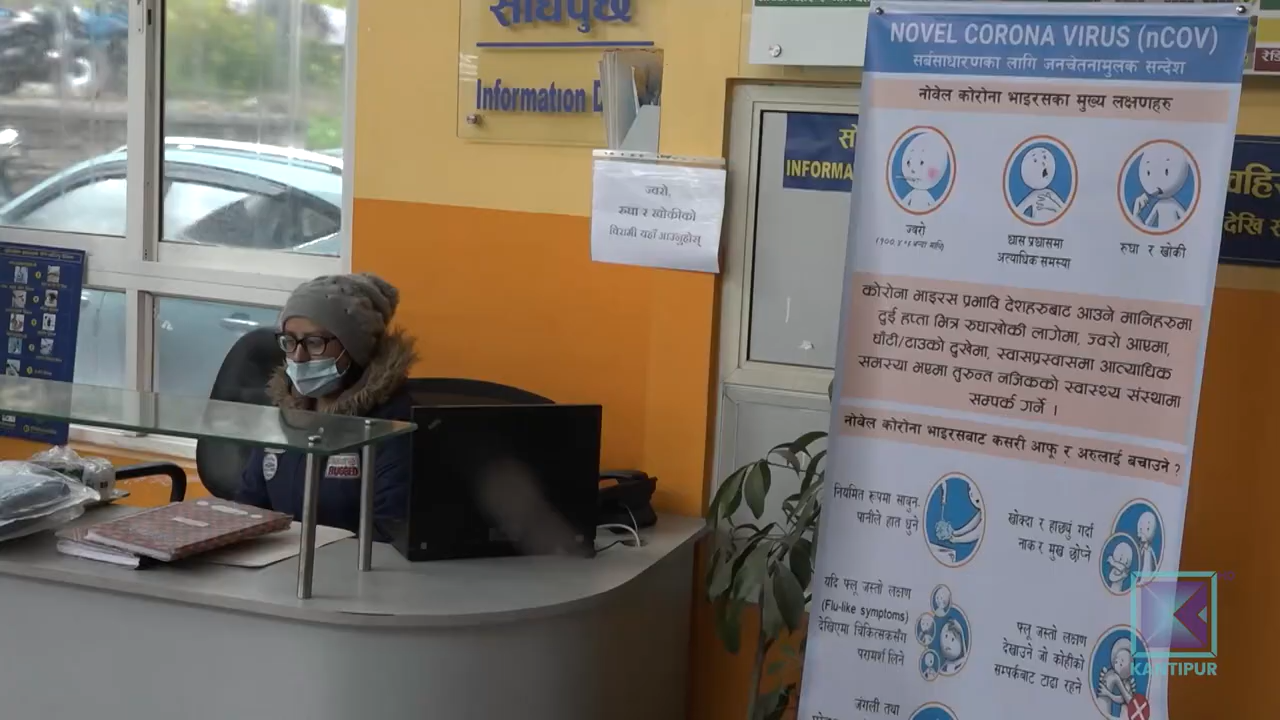 सोधपुछ
Information D
ज्वरो,
रुघा र खोकीको
बिरामी यहाँ आउनुहोस्
INFORMA
NOVEL CORONA VIRUS (nCOV)
सर्वसाधारणका लागि जनचेतनामुलक सन्देश
नोवेल कोरोना भाइरसका मुख्य लक्षणहरु
ज्वरो
श्वास प्रश्वासमा
अत्याधिक समस्या
रुघा र खोकी
कोरोना भाइरस प्रभावि देशहरुबाट आउने मानिहरुमा
दुई हप्ता भित्र रुघाखोकी लागेमा, ज्वरो आएमा,
घाँटी/टाउको दुखेमा, स्वासप्रस्वासमा आत्याधिक
समस्या भएमा तुरुन्त नजिकको स्वास्थ्य संस्थामा
सम्पर्क गर्ने ।
नोवेल कोरोना भाइरसबाट कसरी आफू र अरुलाई बचाउने ?
नियमित रूपमा साबुन,
पानीले हात धुने
खोक्दा र हाछ्युं गर्दा
नाक र मुख छोप्ने
यदि फ्लू जस्तो लक्षण
(Flu-like symptoms)
देखिएमा चिकित्सकसँग
परामर्श लिने
फ्लू जस्तो लक्षण
देखाउने जो कोहीको
सम्पर्कबाट टाढा रहने
जंगली तथा
देखि
RUGGED
KANTIPUR